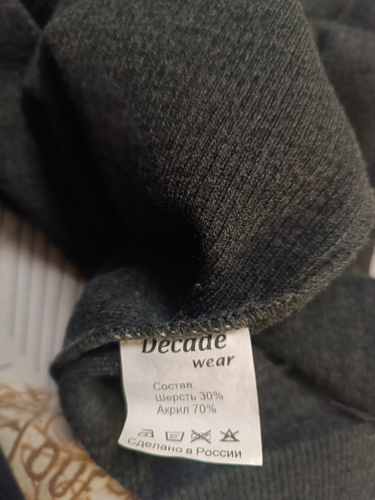 Decade
wear
Состав:
Шерсть 30%
Акрил 70%
Сделано в России